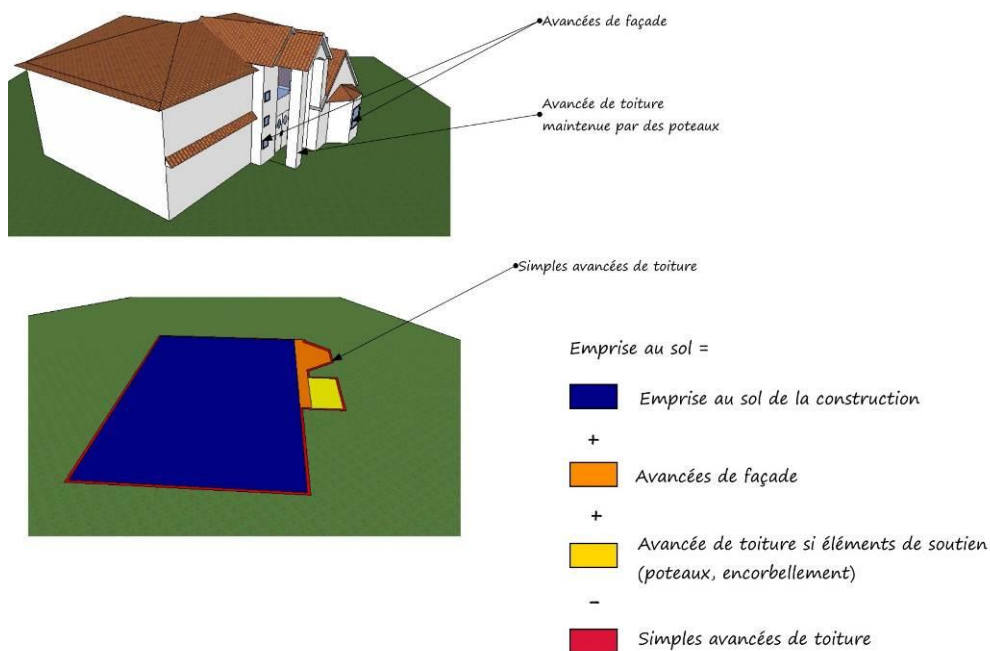 Avancées de façade
Avancée de toiture
maintenue par des poteaux
Simples avancées de toiture
Emprise au sol =
Emprise au sol de la construction
+
Avancées de façade
+
Avancée de toiture si éléments de soutien
(poteaux, encorbellement)
-
Simples avancées de toiture